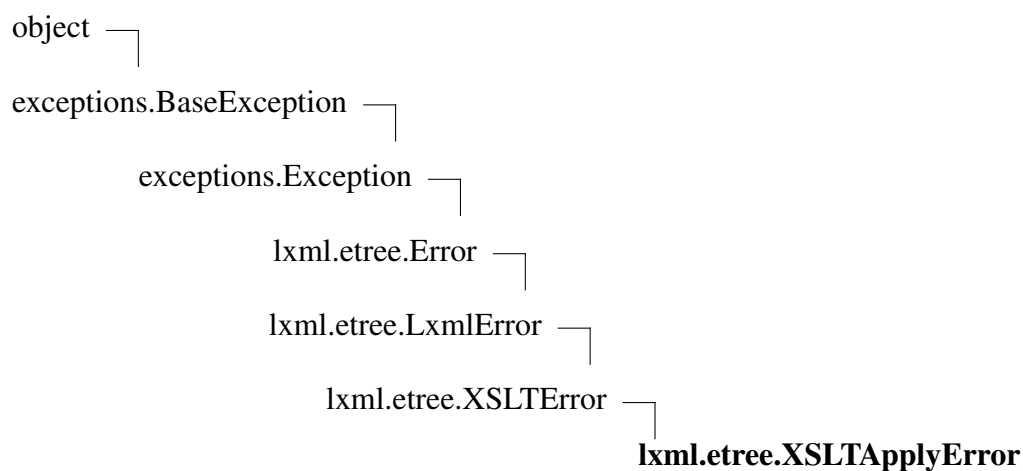 object
exceptions.BaseException
exceptions.Exception
lxml.etree.Error
lxml.etree.LxmlError
lxml.etree.XSLTError
lxml.etree.XSLTApplyError